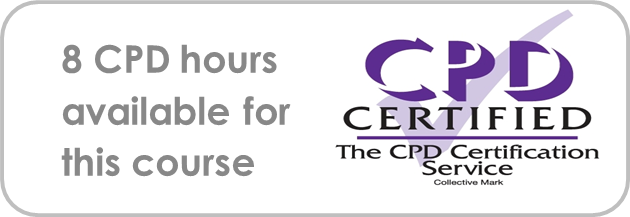 8 CPD hours
available for
this course
CPD
CERTIFIED
The CPD Certification
Service
Collective Mark